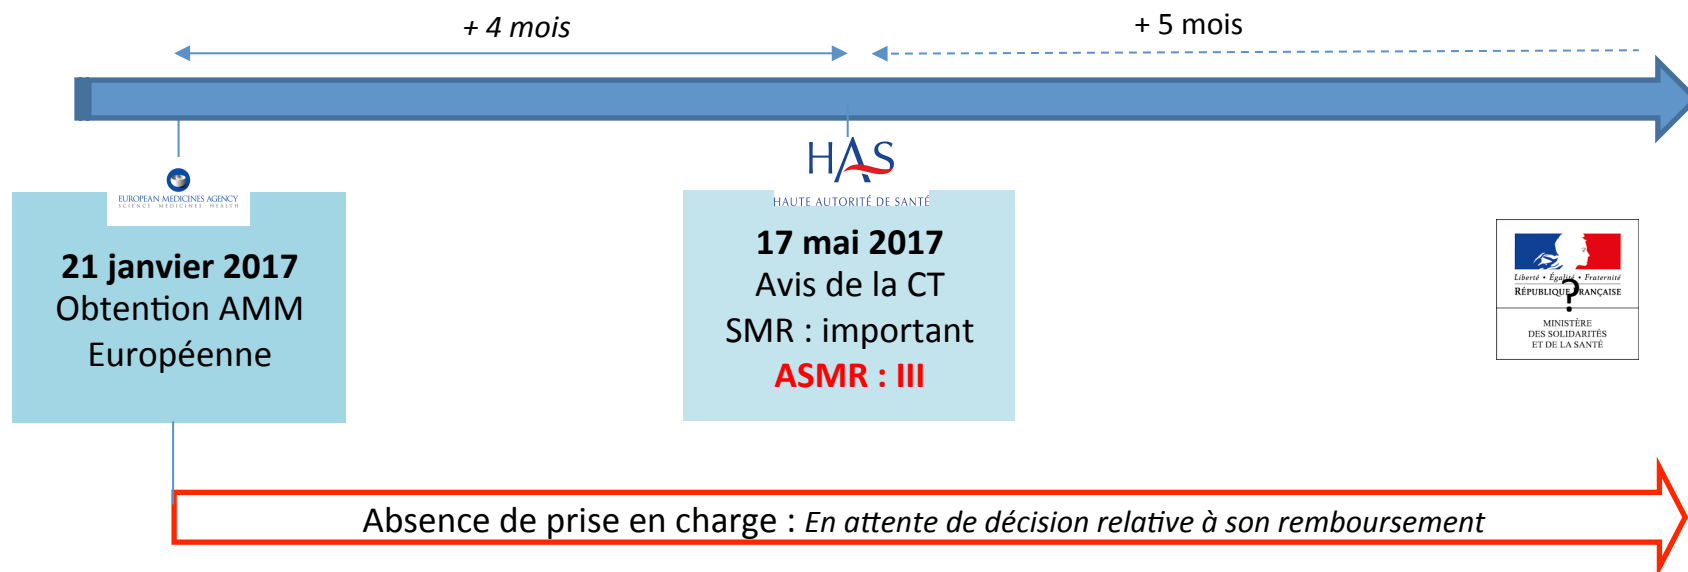 + 4 mois
+ 5 mois
EUROPEAN MEDICINES AGENCY
SCIENCE MEDICINES HEALTH
21 janvier 2017
Obtention AMM
Européenne
HAS
HAUTE AUTORITÉ DE SANTÉ
17 mai 2017
Avis de la CT
SMR : important
ASMR : III
Liberté • Égalité • Fraternité
RÉPUBLIQUE FRANÇAISE
?
MINISTÈRE
DES SOLIDARITÉS
ET DE LA SANTÉ
Absence de prise en charge : En attente de décision relative à son remboursement